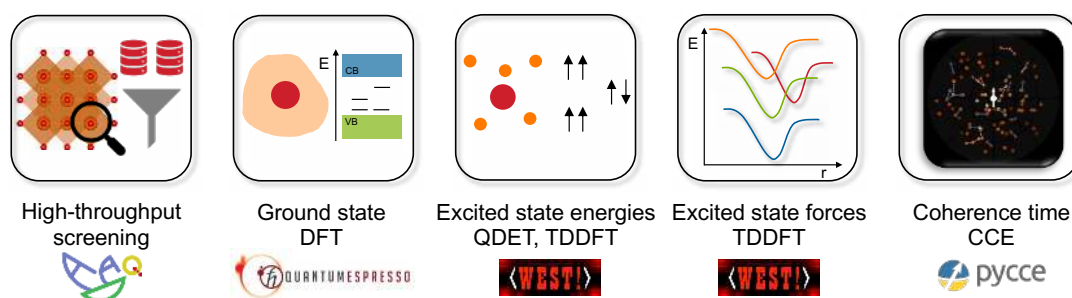 E
CB
VB
E
r
High-throughput
screening
Ground state
DFT
Excited state energies
QDET, TDDFT
Excited state forces
TDDFT
Coherence time
CCE
QUANTUMESPRESSO
<WEST!>
<WEST!>
pycce